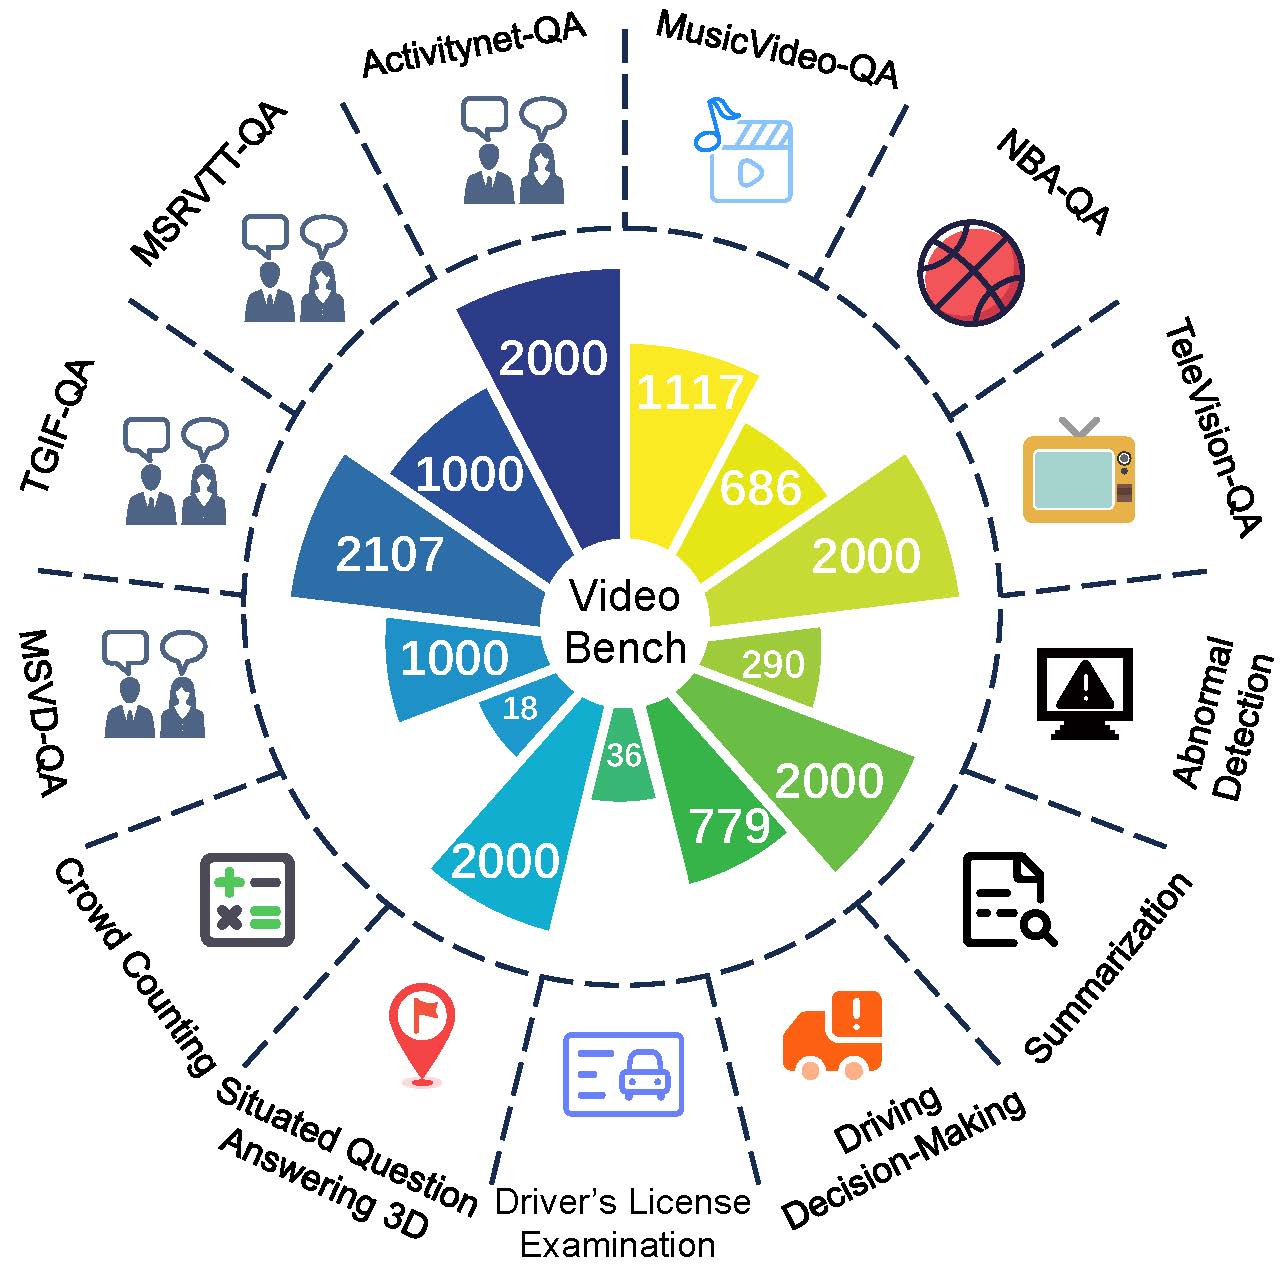 Activitynet-QA
MusicVideo-QA
NBA-QA
TeleVision-QA
Abnormal
Detection
Summarization
Driving
Decision-Making
Driver's License
Examination
Situated Question
Answering 3D
Crowd Counting
MSVD-QA
TGIF-QA
MSRVTT-QA
2000
1117
686
2000
290
2000
779
36
2000
18
1000
2107
1000
Video
Bench